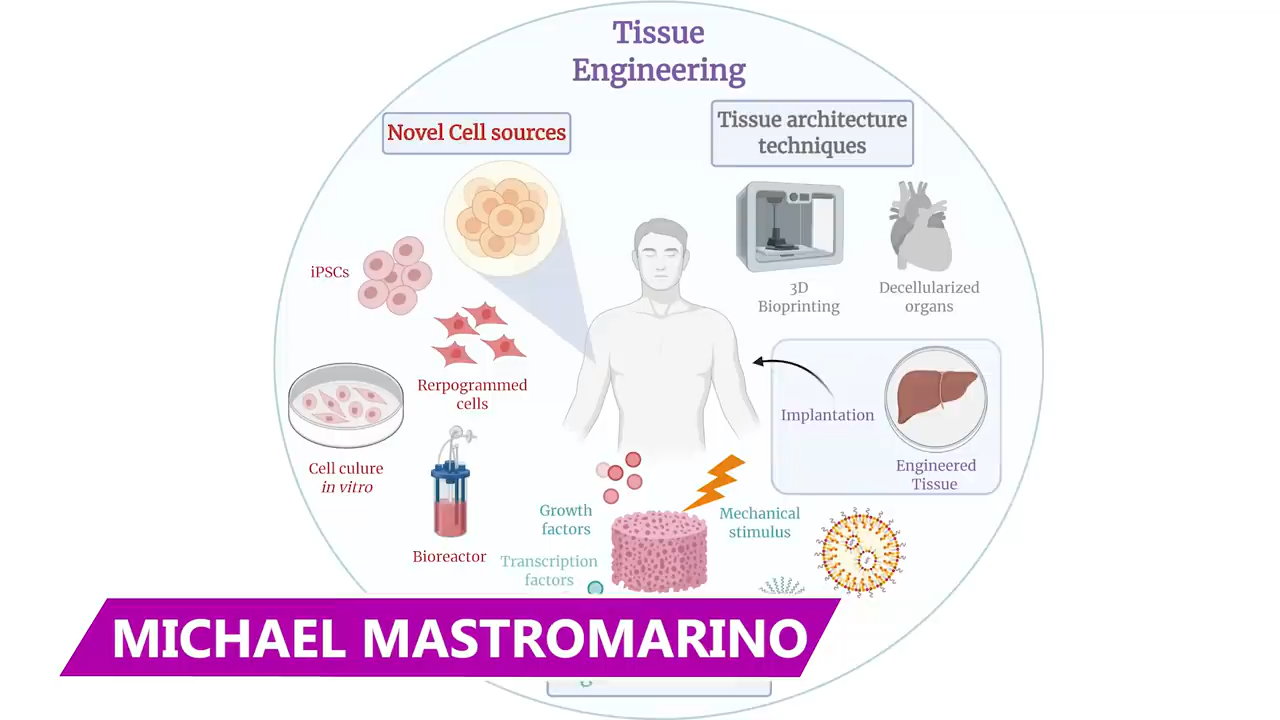 Tissue
Engineering
Novel Cell sources
Tissue architecture
techniques
iPSCs
3D
Bioprinting
Decellularized
organs
Rerpogrammed
cells
Implantation
Cell culure
in vitro
Engineered
Tissue
Growth
factors
Mechanical
stimulus
Bioreactor
Transcription
factors
MICHAEL MASTROMARINO